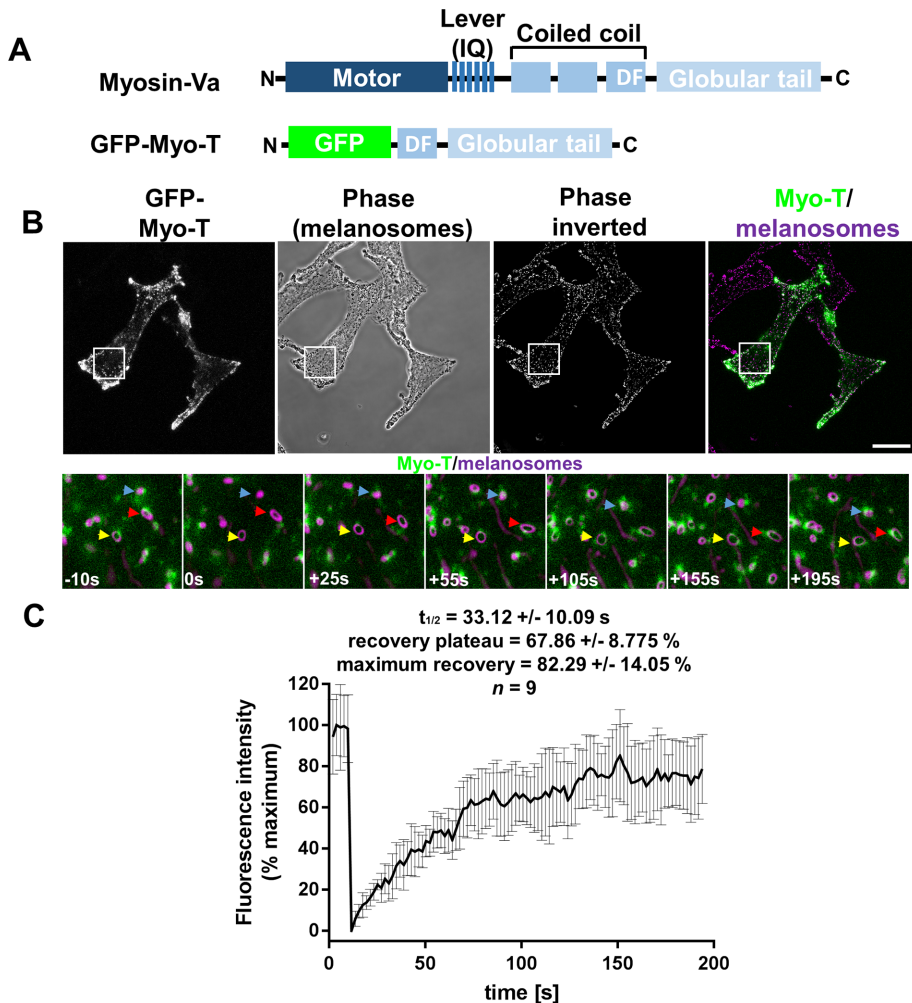 A
Lever
(IQ)
Coiled coil
Myosin-Va
N
Motor
DF
Globular tail
C
GFP-Myo-T
N
GFP
DF
Globular tail
C
B
GFP-
Myo-T
Phase
(melanosomes)
Phase
inverted
Myo-T/
melanosomes
Myo-T/melanosomes
-10s
0s
+25s
+55s
+105s
+155s
+195s
C
t1/2 = 33.12 +/- 10.09 s
recovery plateau = 67.86 +/- 8.775 %
maximum recovery = 82.29 +/- 14.05 %
n = 9
Fluorescence intensity
(% maximum)
120
100
80
60
40
20
0
0
50
100
150
200
time [s]